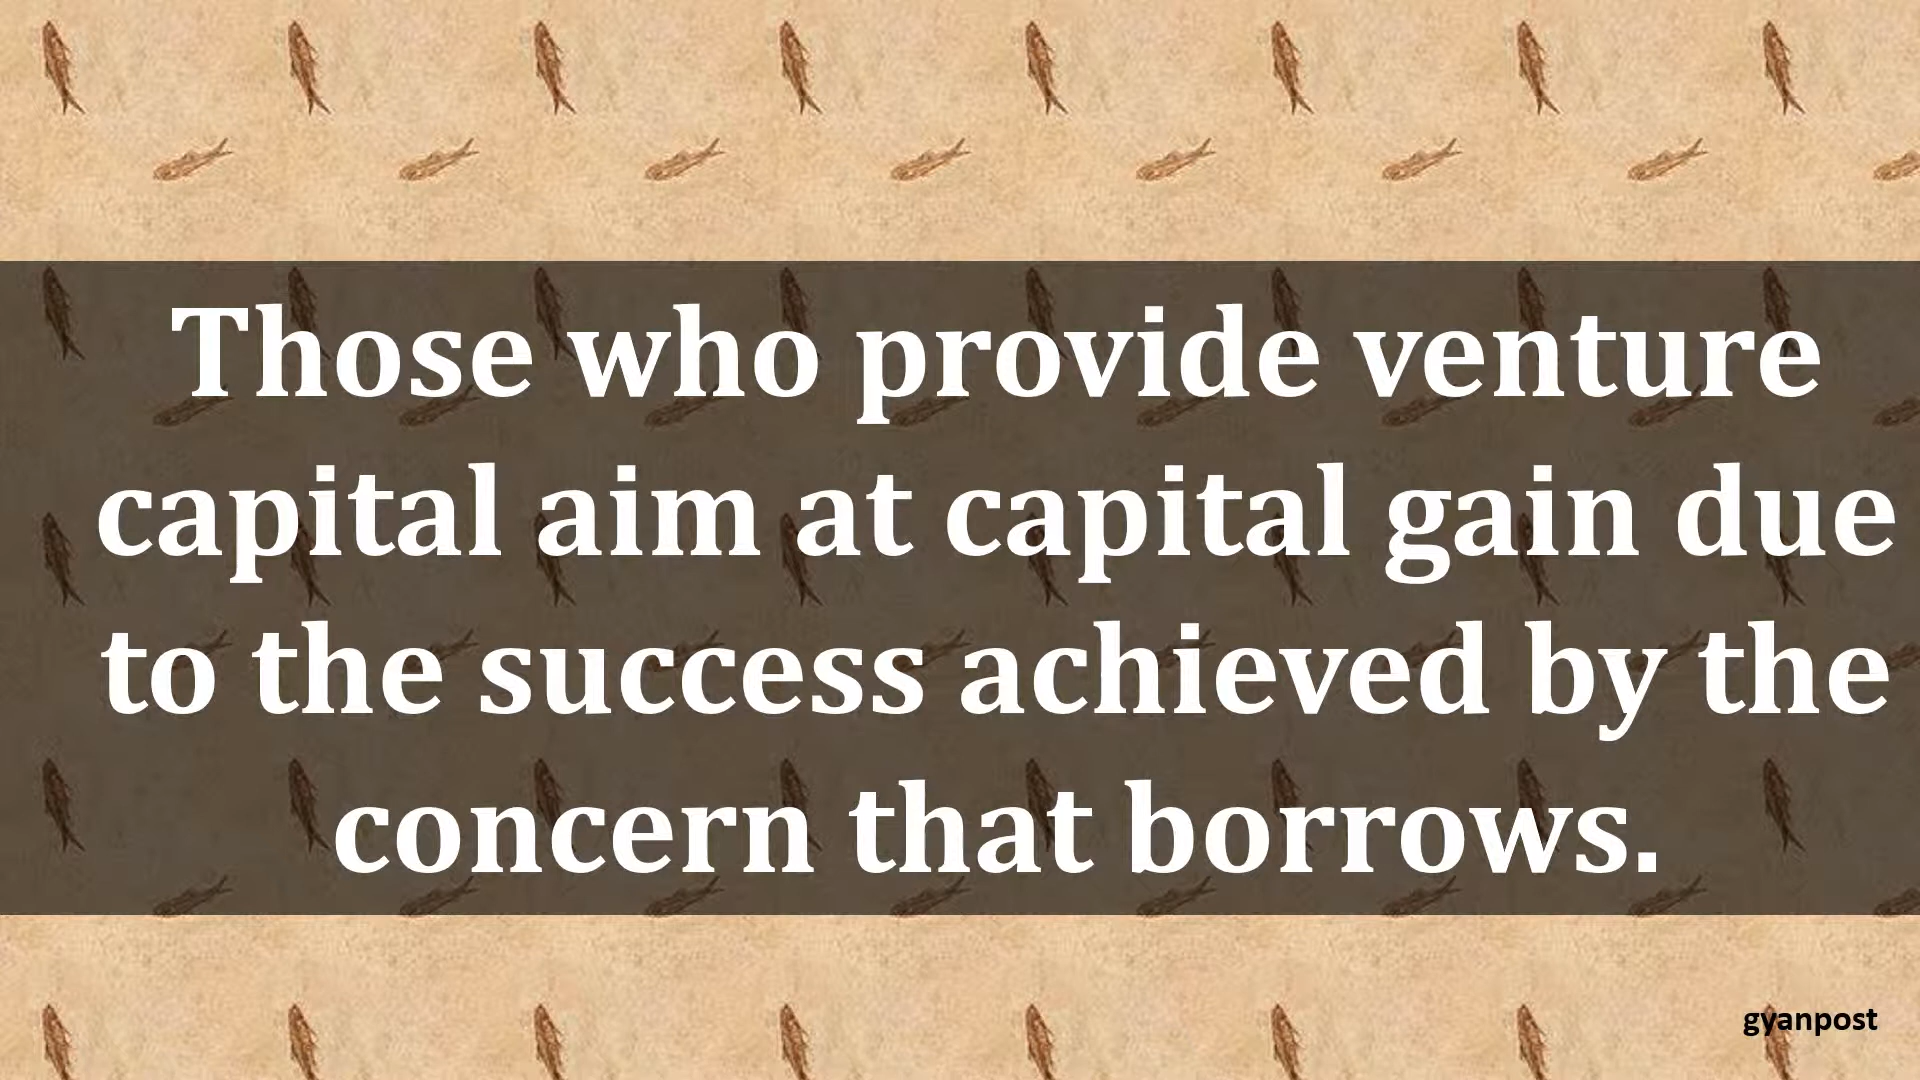 Those who provide venture
capital aim at capital gain due
to the success achieved by the
concern that borrows.
gyanpost